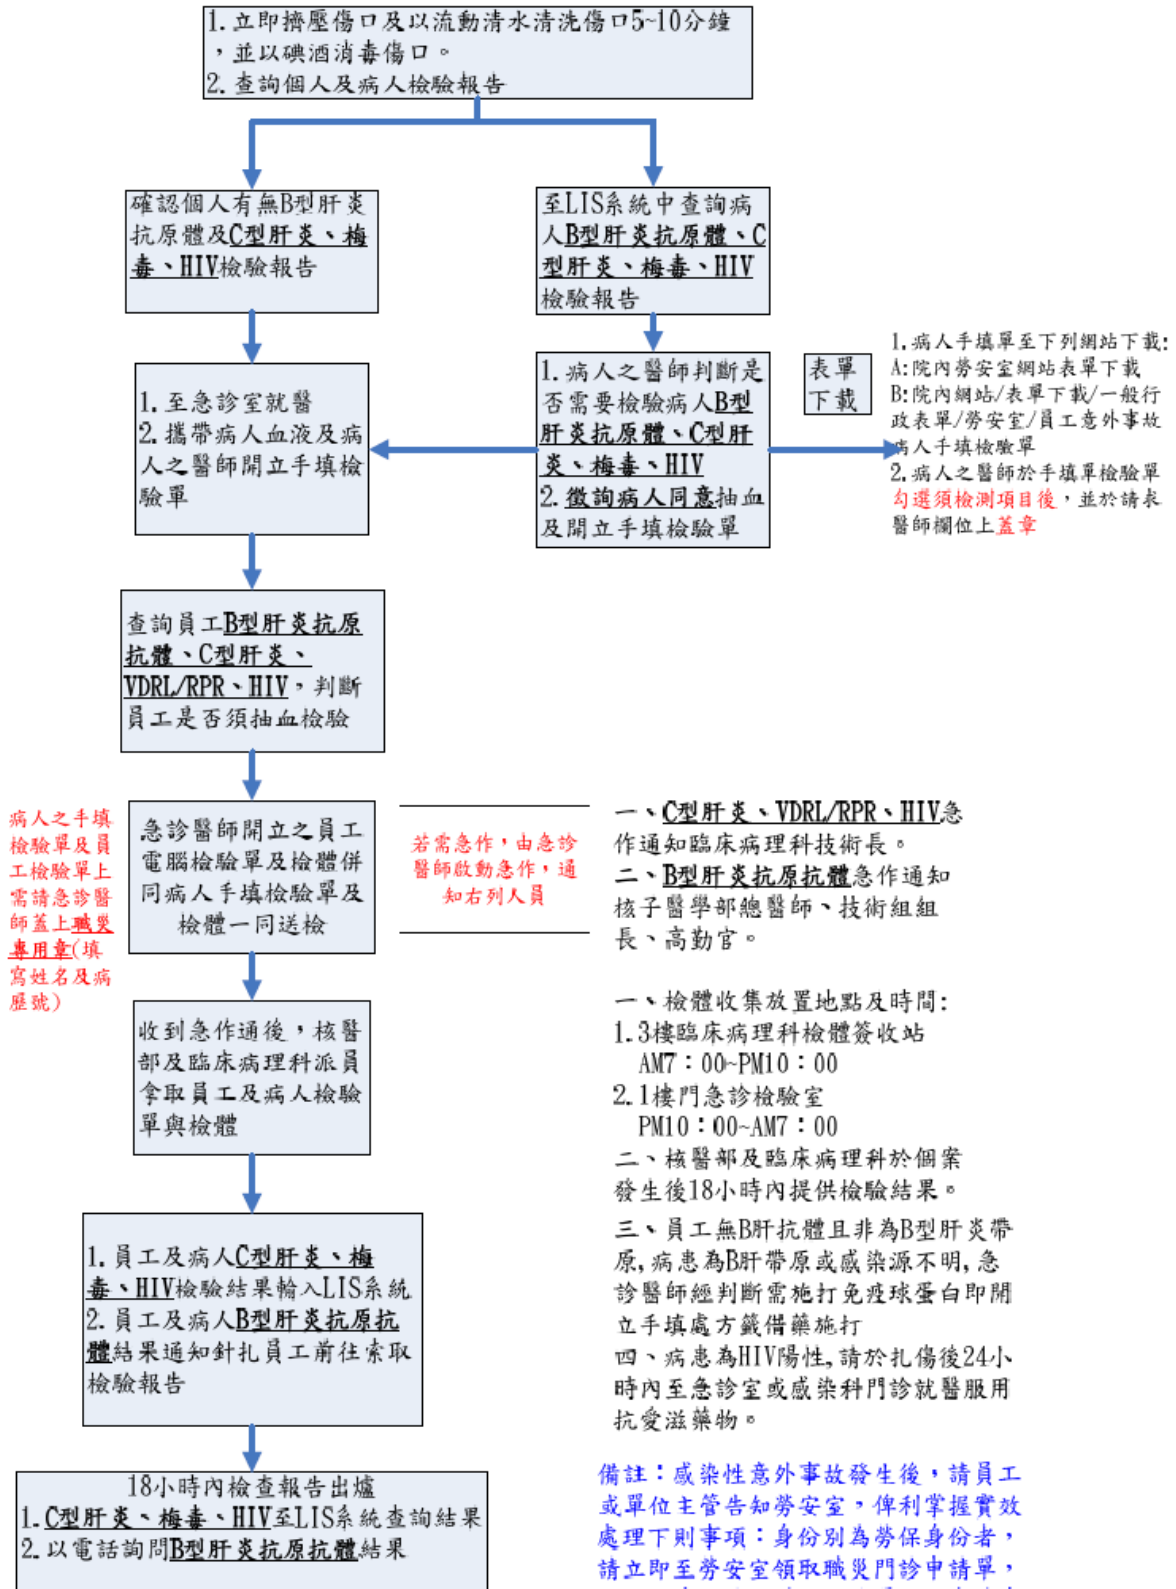 1. 立即擠壓傷口及以流動清水清洗傷口5~10分鐘
，並以碘酒消毒傷口。
2. 查詢個人及病人檢驗報告
確認個人有無B型肝炎
抗原體及C型肝炎、梅
毒、HIV檢驗報告
至LIS系統中查詢病
人B型肝炎抗原體、C
型肝炎、梅毒、HIV
檢驗報告
1. 至急診室就醫
2. 攜帶病人血液及病
人之醫師開立手填檢
驗單
1. 病人之醫師判斷是
否需要檢驗病人B型
肝炎抗原體、C型肝
炎、梅毒、HIV
2. 徵詢病人同意抽血
及開立手填檢驗單
表單
下載
1. 病人手填單至下列網站下載:
A:院內勞安室網站表單下載
B:院內網站/表單下載/一般行
政表單/勞安室/員工意外事故
病人手填檢驗單
2. 病人之醫師於手填單檢驗單
勾選須檢測項目後，並於請求
醫師欄位上蓋章
查詢員工B型肝炎抗原
抗體、C型肝炎、
VDRL/RPR、HIV，判斷
員工是否須抽血檢驗
病人之手填
檢驗單及員
工檢驗單上
需請急診醫
師蓋上職災
專用章(填
寫姓名及病
歷號)
急診醫師開立之員工
電腦檢驗單及檢體併
同病人手填檢驗單及
檢體一同送檢
若需急作，由急診
醫師啟動急作，通
知右列人員
一、C型肝炎、VDRL/RPR、HIV急
作通知臨床病理科技術長。
二、B型肝炎抗原抗體急作通知
核子醫學部總醫師、技術組組
長、高勤官。
收到急作通後，核醫
部及臨床病理科派員
拿取員工及病人檢驗
單與檢體
一、檢體收集放置地點及時間:
1. 3樓臨床病理科檢體簽收站
AM7：00~PM10：00
2. 1樓門急診檢驗室
PM10：00~AM7：00
二、核醫部及臨床病理科於個案
發生後18小時內提供檢驗結果。
三、員工無B肝抗體且非為B型肝炎帶
原,病患為B肝帶原或感染源不明,急
診醫師經判斷需施打免疫球蛋白即開
立手填處方籤借藥施打
四、病患為HIV陽性,請於扎傷後24小
時內至急診室或感染科門診就醫服用
抗愛滋藥物。
1. 員工及病人C型肝炎、梅
毒、HIV檢驗結果輸入LIS系統
2. 員工及病人B型肝炎抗原抗
體結果通知針扎員工前往索取
檢驗報告
18小時內檢查報告出爐
1. C型肝炎、梅毒、HIV至LIS系統查詢結果
2. 以電話詢問B型肝炎抗原抗體結果
備註：感染性意外事故發生後，請員工
或單位主管告知勞安室，俾利掌握實效
處理下則事項：身份別為勞保身份者，
請立即至勞安室領取職災門診申請單，